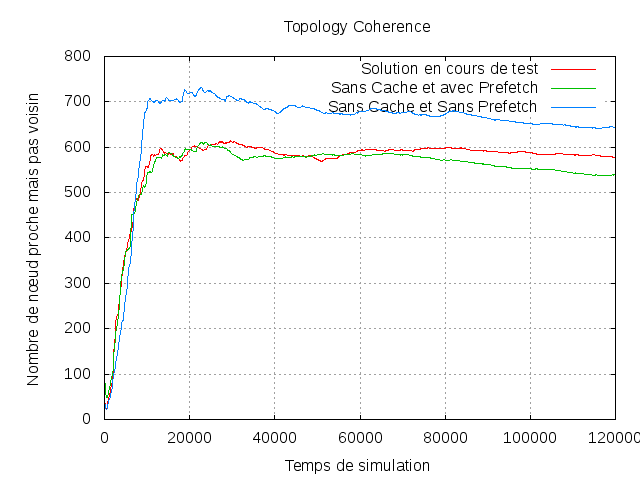 Topology Coherence
800
700
600
500
400
300
200
100
0
Nombre de nœud proche mais pas voisin
Solution en cours de test
Sans Cache et avec Prefetch
Sans Cache et Sans Prefetch
0 20000 40000 60000 80000 100000 120000
Temps de simulation